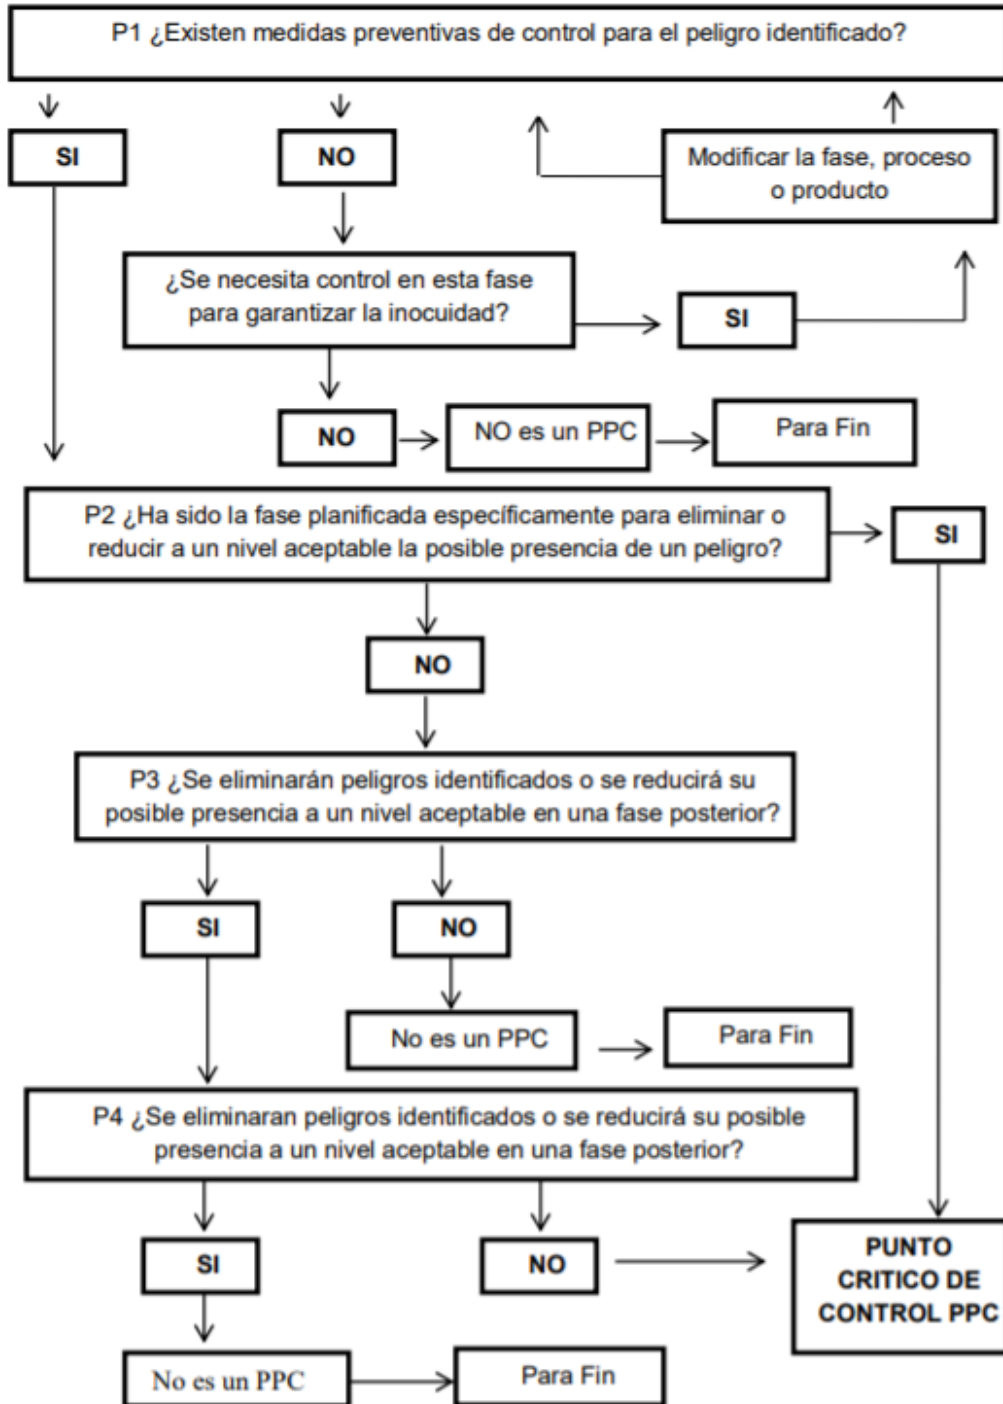 P1 ¿Existen medidas preventivas de control para el peligro identificado?
SI
NO
Modificar la fase, proceso
o producto
¿Se necesita control en esta fase
para garantizar la inocuidad?
SI
NO
NO es un PPC
Para Fin
P2 ¿Ha sido la fase planificada específicamente para eliminar o
reducir a un nivel aceptable la posible presencia de un peligro?
SI
NO
P3 ¿Se eliminarán peligros identificados o se reducirá su
posible presencia a un nivel aceptable en una fase posterior?
SI
NO
No es un PPC
Para Fin
P4 ¿Se eliminaran peligros identificados o se reducirá su posible
presencia a un nivel aceptable en una fase posterior?
SI
NO
PUNTO
CRITICO DE
CONTROL PPC
No es un PPC
Para Fin